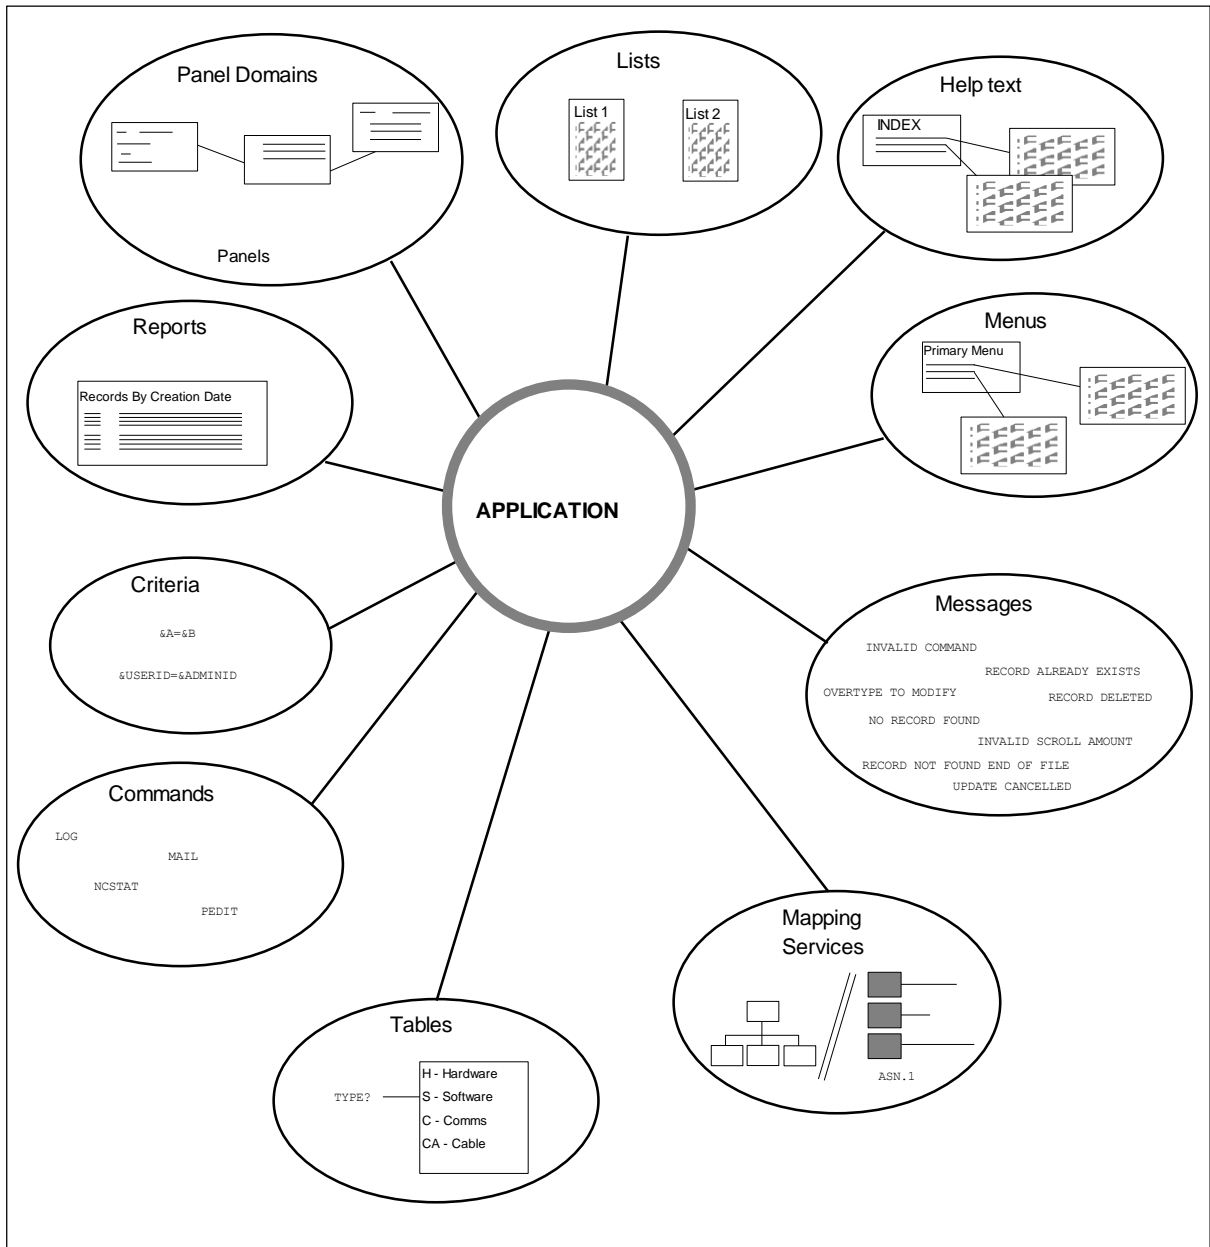 Panel Domains
Panels
Lists
List 1
List 2
Help text
INDEX
Reports
Records By Creation Date
Menus
Primary Menu
APPLICATION
Criteria
&A=&B
&USERID=&ADMINID
Messages
INVALID COMMAND
RECORD ALREADY EXISTS
OVERTYPE TO MODIFY
RECORD DELETED
NO RECORD FOUND
INVALID SCROLL AMOUNT
RECORD NOT FOUND END OF FILE
UPDATE CANCELLED
Commands
LOG
MAIL
NCSTAT
PEDIT
Mapping
Services
ASN.1
Tables
TYPE?
H - Hardware
S - Software
C - Comms
CA - Cable